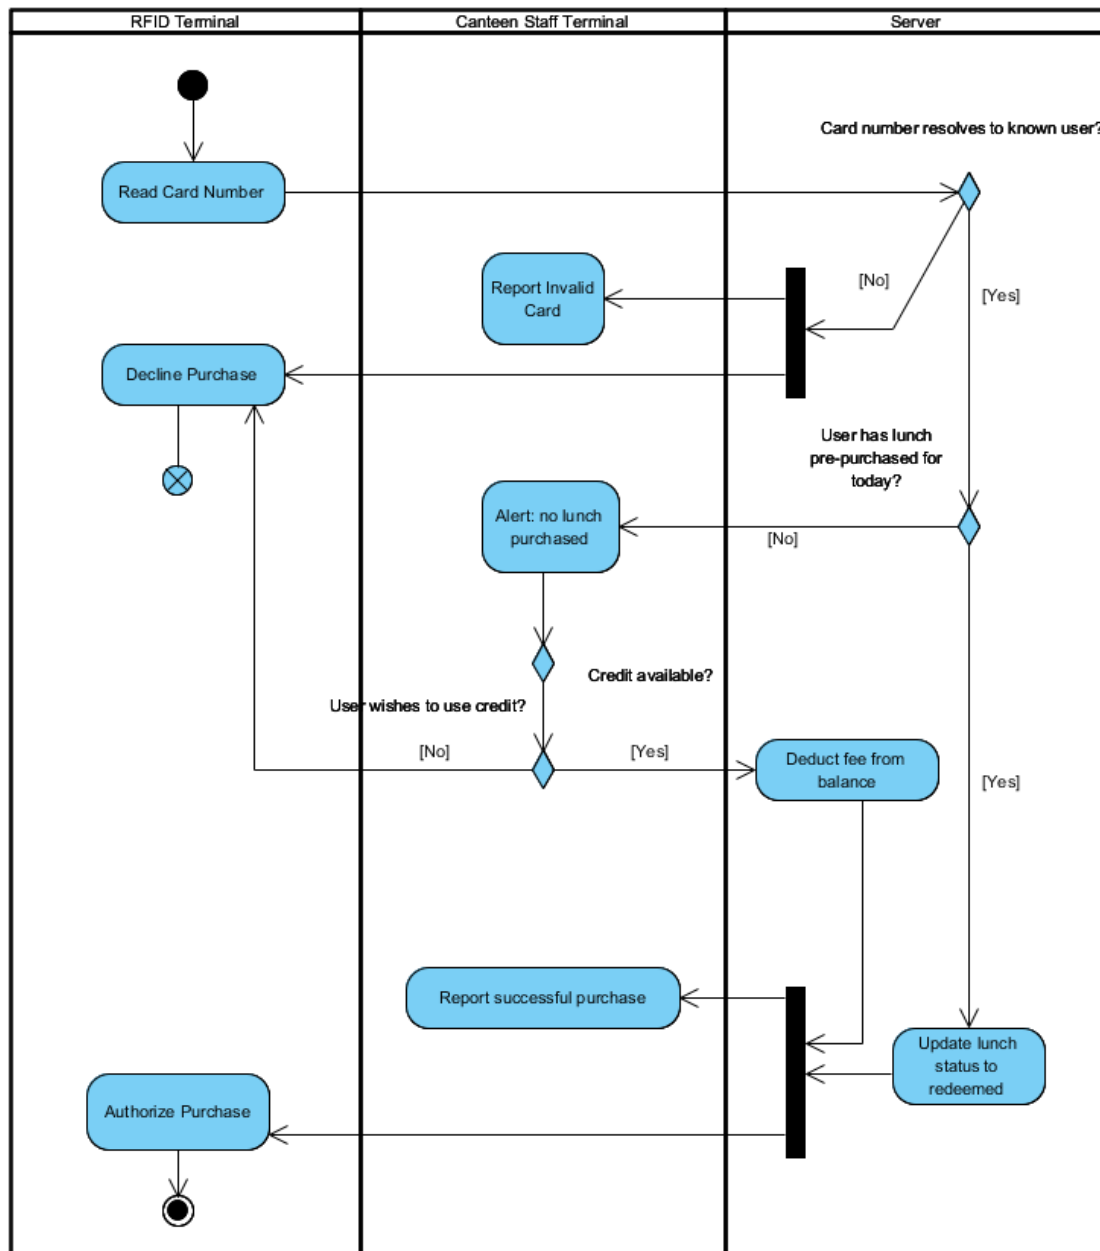 RFID Terminal
Canteen Staff Terminal
Server
Card number resolves to known user?
Read Card Number
[No]
[Yes]
Report Invalid
Card
Decline Purchase
User has lunch
pre-purchased for
today?
Alert: no lunch
purchased
[No]
Credit available?
User wishes to use credit?
[No]
[Yes]
Deduct fee from
balance
[Yes]
Report successful purchase
Update lunch
status to
redeemed
Authorize Purchase